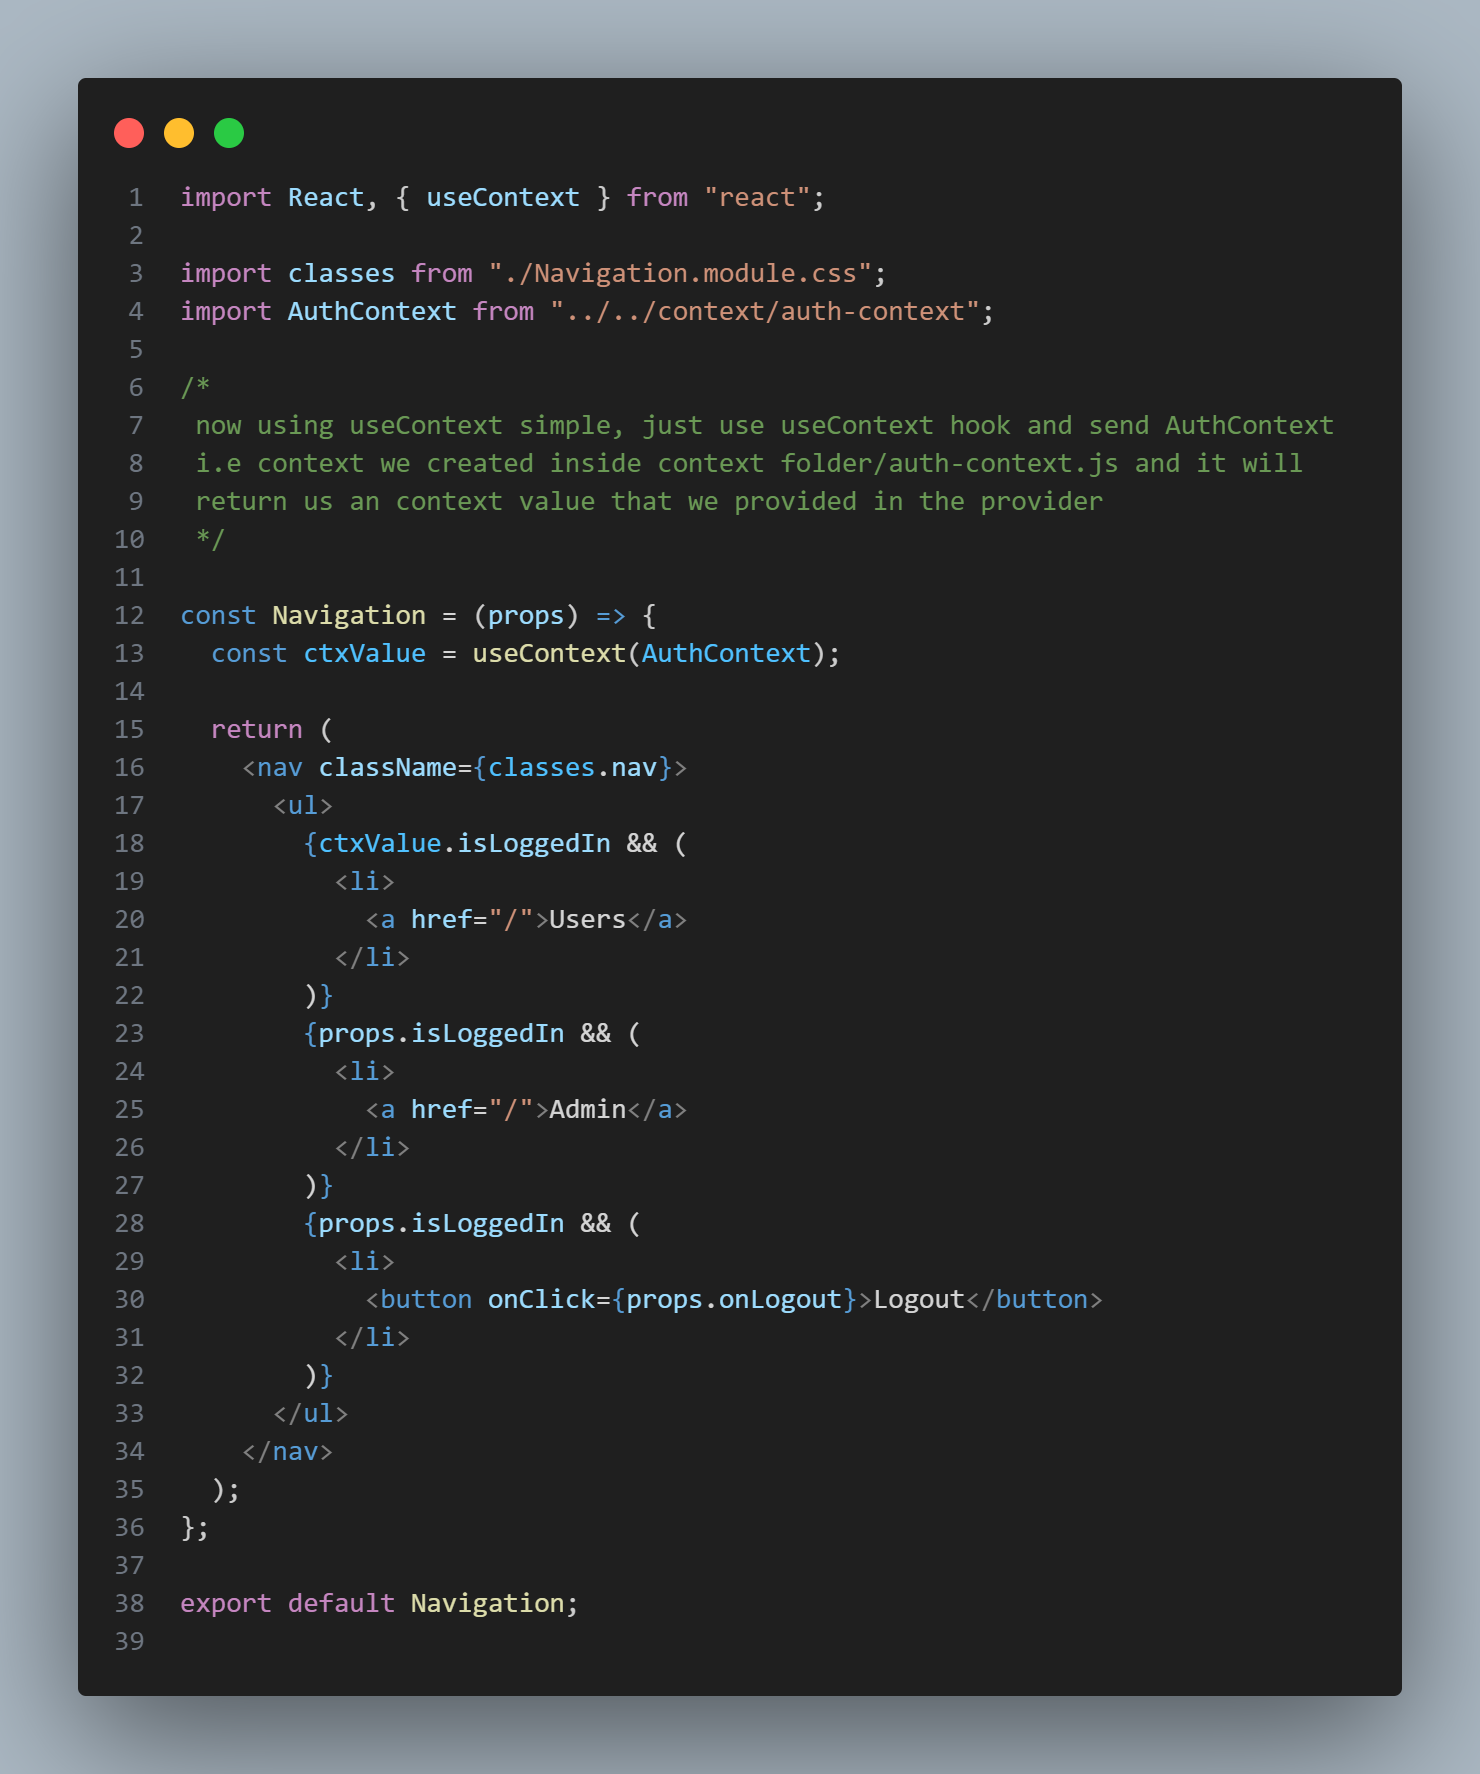 1 import React, { useContext } from "react";
2
3 import classes from "./Navigation.module.css";
4 import AuthContext from "../../context/auth-context";
5
6 /*
7  now using useContext simple, just use useContext hook and send AuthContext
8  i.e context we created inside context folder/auth-context.js and it will
9  return us an context value that we provided in the provider
10  */
11
12 const Navigation = (props) => {
13   const ctxValue = useContext(AuthContext);
14
15   return (
16     <nav className={classes.nav}>
17       <ul>
18         {ctxValue.isLoggedIn && (
19           <li>
20             <a href="/">Users</a>
21           </li>
22         )}
23         {props.isLoggedIn && (
24           <li>
25             <a href="/">Admin</a>
26           </li>
27         )}
28         {props.isLoggedIn && (
29           <li>
30             <button onClick={props.onLogout}>Logout</button>
31           </li>
32         )}
33       </ul>
34     </nav>
35   );
36 };
37
38 export default Navigation;
39